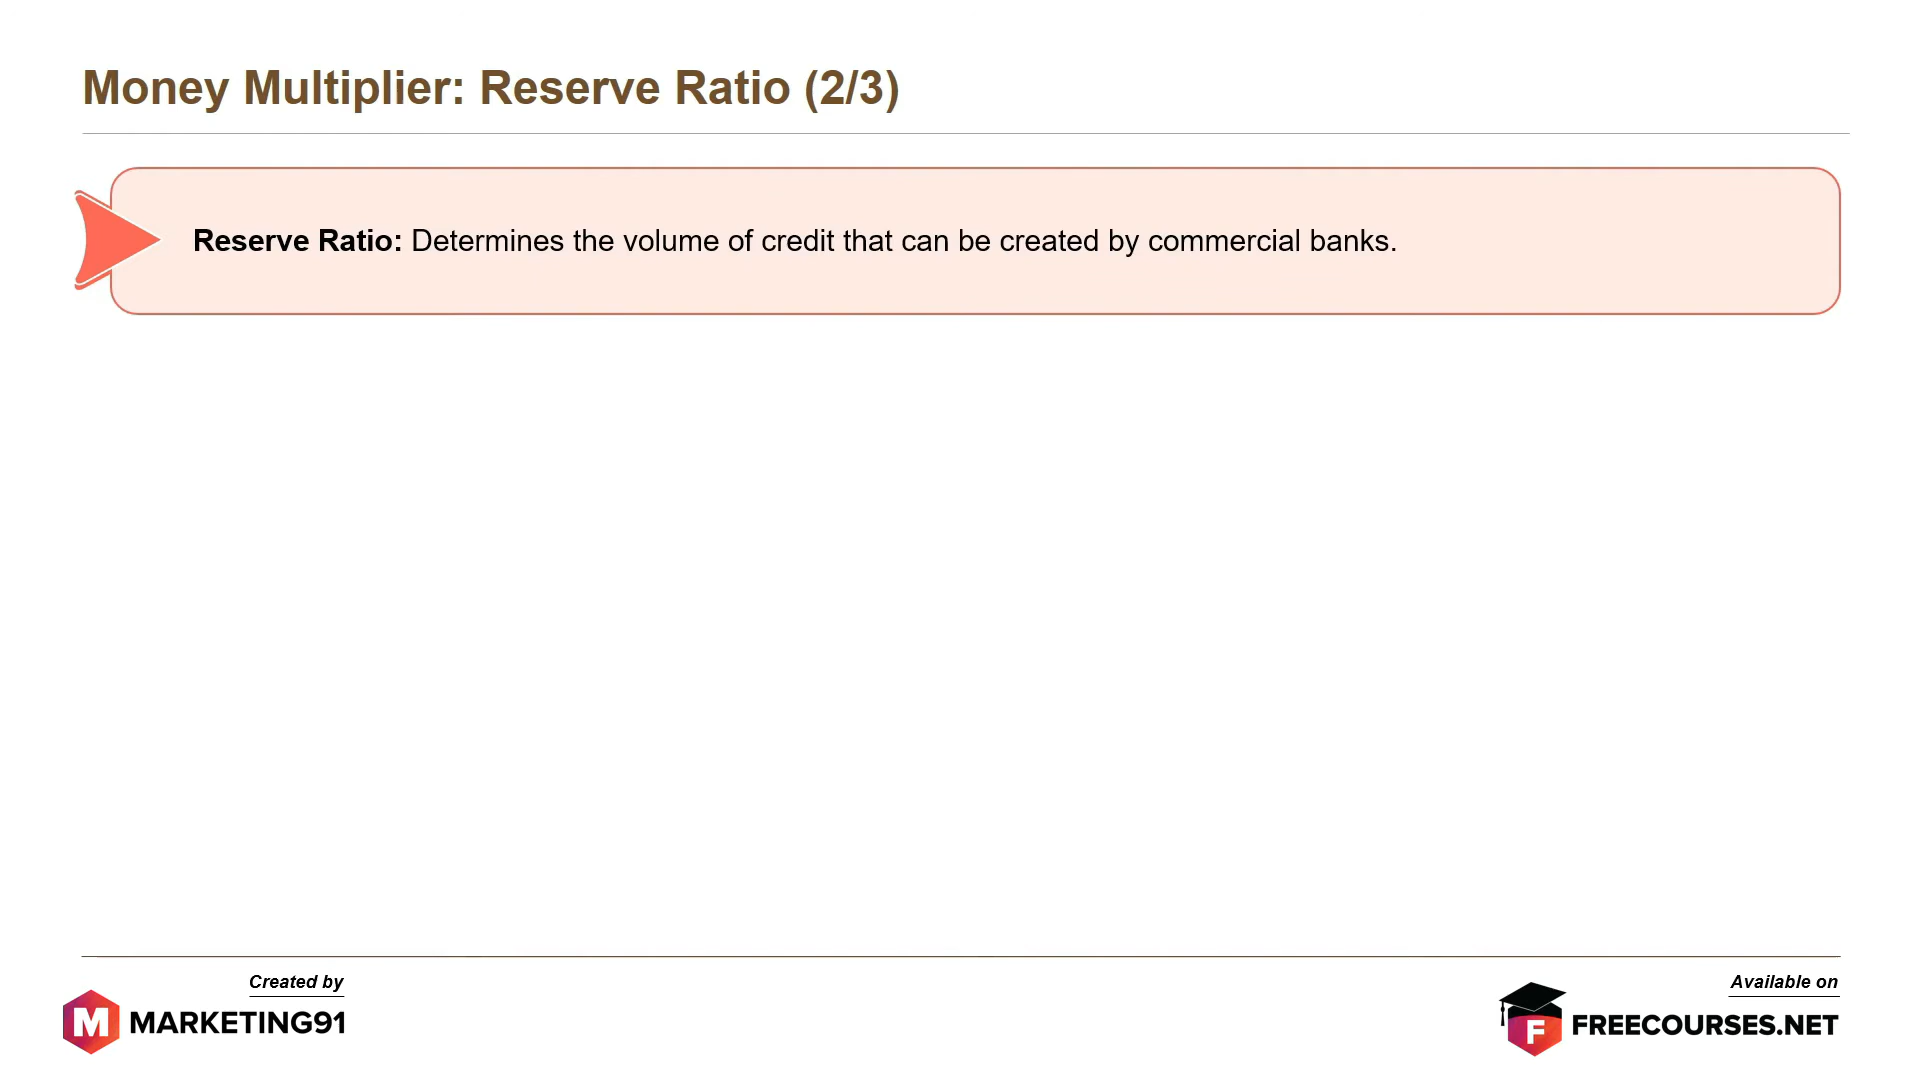 Money Multiplier: Reserve Ratio (2/3)
Reserve Ratio: Determines the volume of credit that can be created by commercial banks.
Created by
M MARKETING91
Available on
F FREECOURSES.NET